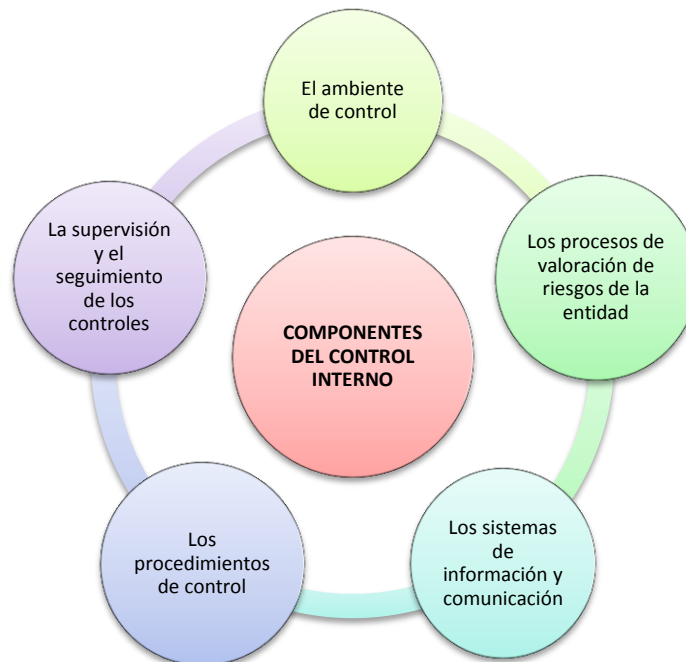 El ambiente
de control
Los procesos de
valoración de
riesgos de la
entidad
Los sistemas
de
información y
comunicación
Los
procedimientos
de control
La supervisión
y el
seguimiento
de los
controles
COMPONENTES
DEL CONTROL
INTERNO